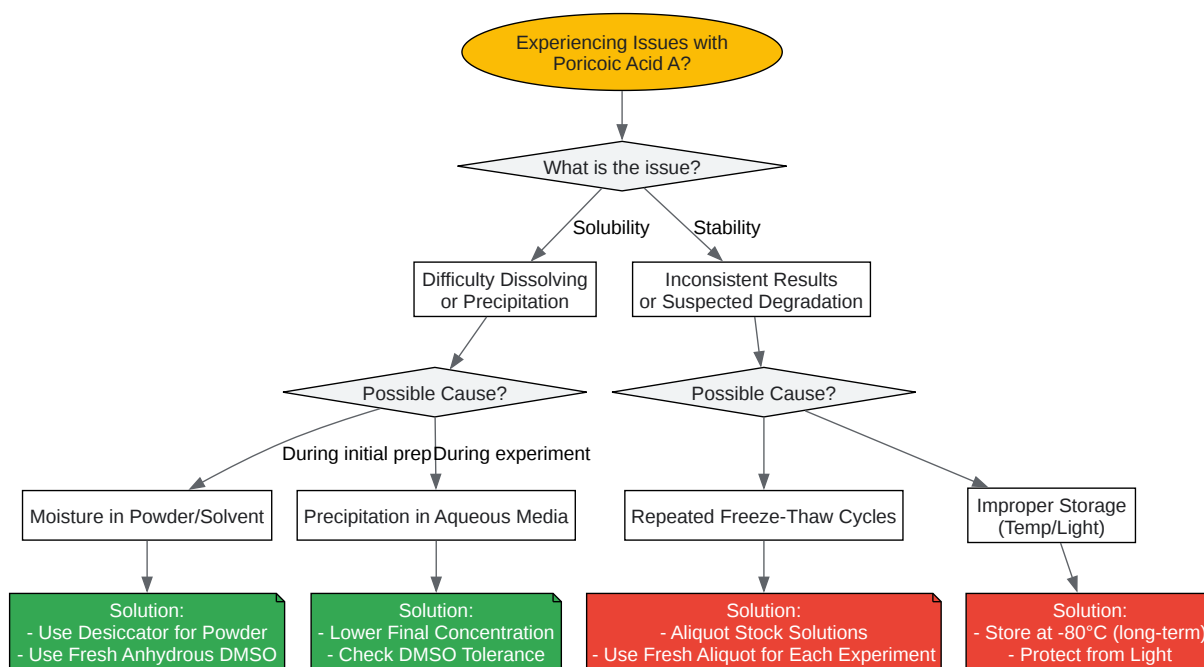 Experiencing Issues with
Poricoic Acid A?
What is the issue?
Solubility
Stability
Difficulty Dissolving
or Precipitation
Inconsistent Results
or Suspected Degradation
Possible Cause?
Possible Cause?
During initial prep
During experiment
Moisture in Powder/Solvent
Precipitation in Aqueous Media
Repeated Freeze-Thaw Cycles
Improper Storage
(Temp/Light)
Solution:
- Use Desiccator for Powder
- Use Fresh Anhydrous DMSO
Solution:
- Lower Final Concentration
- Check DMSO Tolerance
Solution:
- Aliquot Stock Solutions
- Use Fresh Aliquot for Each Experiment
Solution:
- Store at -80°C (long-term)
- Protect from Light